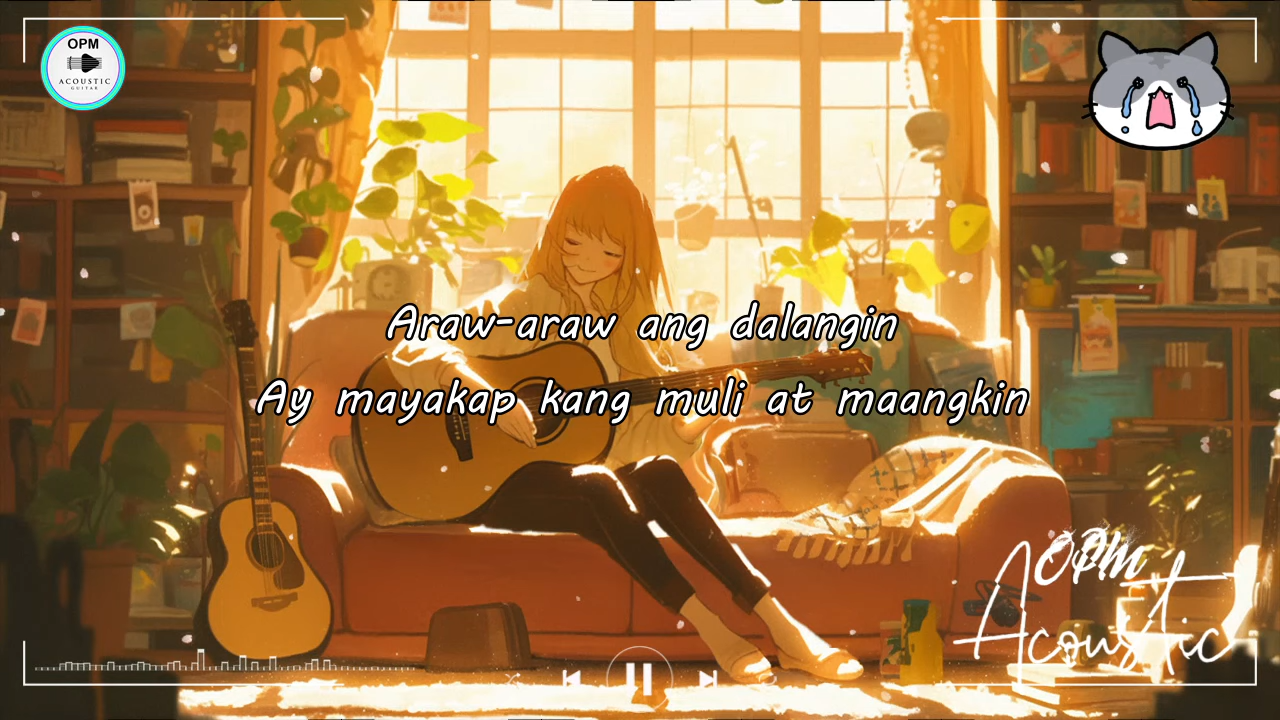 OPM
ACOUSTIC
GUITAR
Araw-araw ang dalangin
Ay mayakap kang muli at maangkin
OPM
Acoustic